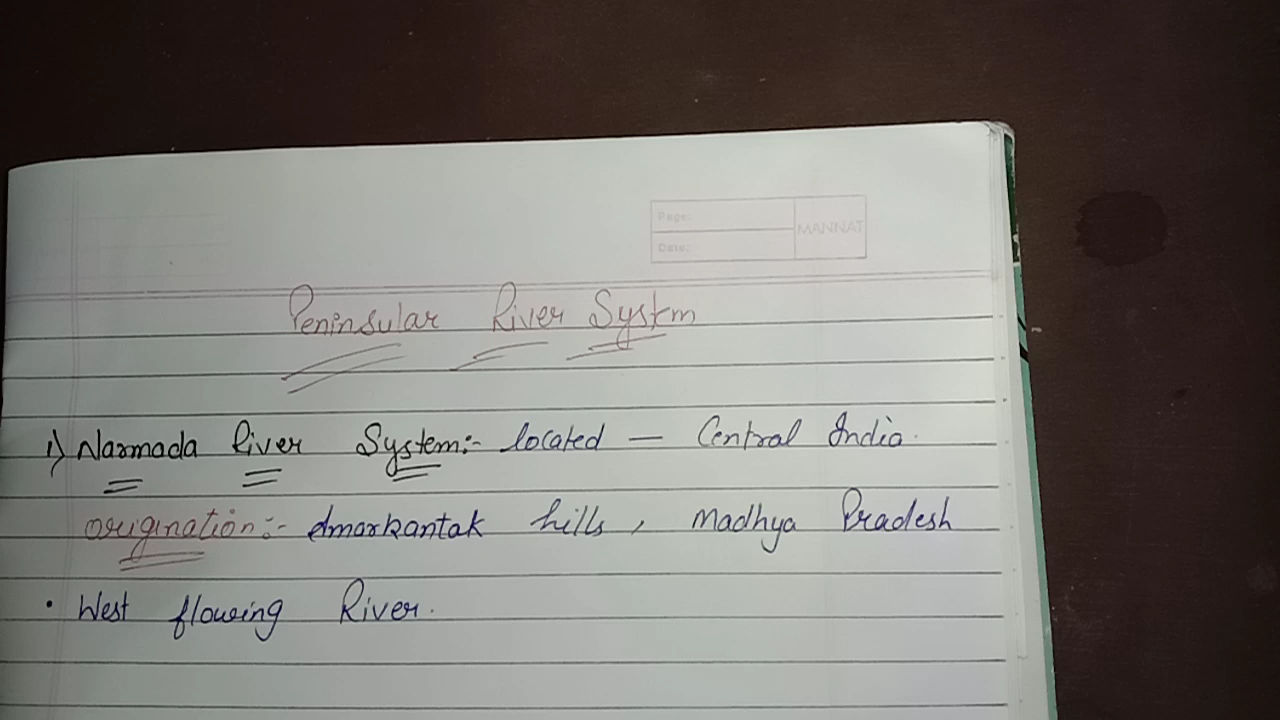 Page:
Date:
MANNAT
Peninsular River System
1) Narmada River System:- located — Central India.
origination:- Amarkantak hills, Madhya Pradesh
• West flowing River.